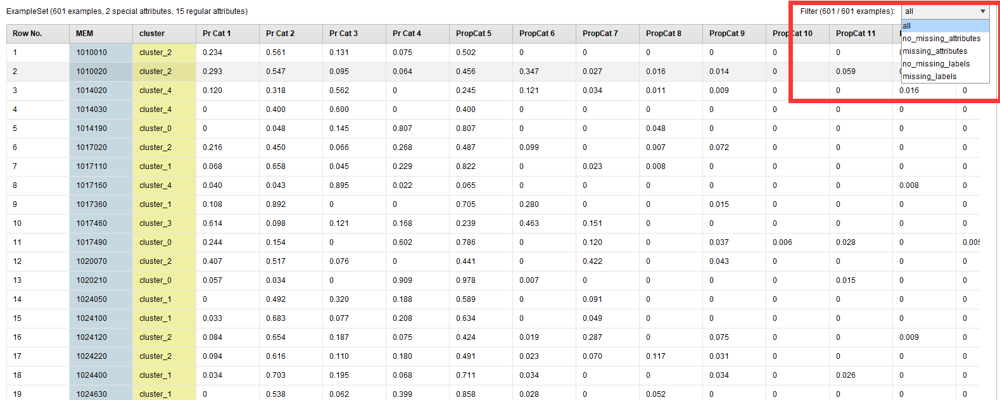 ExampleSet (601 examples, 2 special attributes, 15 regular attributes) Filter (601 / 601 examples): all
all
no_missing_attributes
missing_attributes
no_missing_labels
missing_labels
Row No. MEM cluster Pr Cat 1 Pr Cat 2 Pr Cat 3 Pr Cat 4 PropCat 5 PropCat 6 PropCat 7 PropCat 8 PropCat 9 PropCat 10 PropCat 11
1 1010010 cluster_2 0.234 0.561 0.131 0.075 0.502 0 0 0 0 0 0
2 1010020 cluster_2 0.293 0.547 0.095 0.064 0.456 0.347 0.027 0.016 0.014 0 0.059
3 1014020 cluster_4 0.120 0.318 0.562 0 0.245 0.121 0.034 0.011 0.009 0 0 0.016 0
4 1014030 cluster_4 0 0.400 0.600 0 0.400 0 0 0 0 0 0 0 0
5 1014190 cluster_0 0 0.048 0.145 0.807 0.807 0 0 0.048 0 0 0 0 0
6 1017020 cluster_2 0.216 0.450 0.066 0.268 0.487 0.099 0 0.007 0.072 0 0 0 0
7 1017110 cluster_1 0.068 0.658 0.045 0.229 0.822 0 0.023 0.008 0 0 0 0 0
8 1017160 cluster_4 0.040 0.043 0.895 0.022 0.065 0 0 0 0 0 0 0.008 0
9 1017360 cluster_1 0.108 0.892 0 0 0.705 0.280 0 0 0.015 0 0 0 0
10 1017460 cluster_3 0.614 0.098 0.121 0.168 0.239 0.463 0.151 0 0 0 0 0 0
11 1017490 cluster_0 0.244 0.154 0 0.602 0.786 0 0.120 0 0.037 0.006 0.028 0 0.005
12 1020070 cluster_2 0.407 0.517 0.076 0 0.441 0 0.422 0 0.043 0 0 0 0
13 1020210 cluster_0 0.057 0.034 0 0.909 0.978 0.007 0 0 0 0 0.015 0 0
14 1024050 cluster_1 0 0.492 0.320 0.188 0.589 0 0.091 0 0 0 0 0 0
15 1024100 cluster_1 0.033 0.683 0.077 0.208 0.634 0 0.049 0 0 0 0 0 0
16 1024120 cluster_2 0.084 0.654 0.187 0.075 0.424 0.019 0.287 0 0.075 0 0 0.009 0
17 1024220 cluster_2 0.094 0.616 0.110 0.180 0.491 0.023 0.070 0.117 0.031 0 0 0 0
18 1024400 cluster_1 0.034 0.703 0.195 0.068 0.711 0.034 0 0 0.034 0 0.026 0 0
19 1024630 cluster_1 0 0.538 0.062 0.399 0.858 0.028 0 0.052 0 0 0 0 0